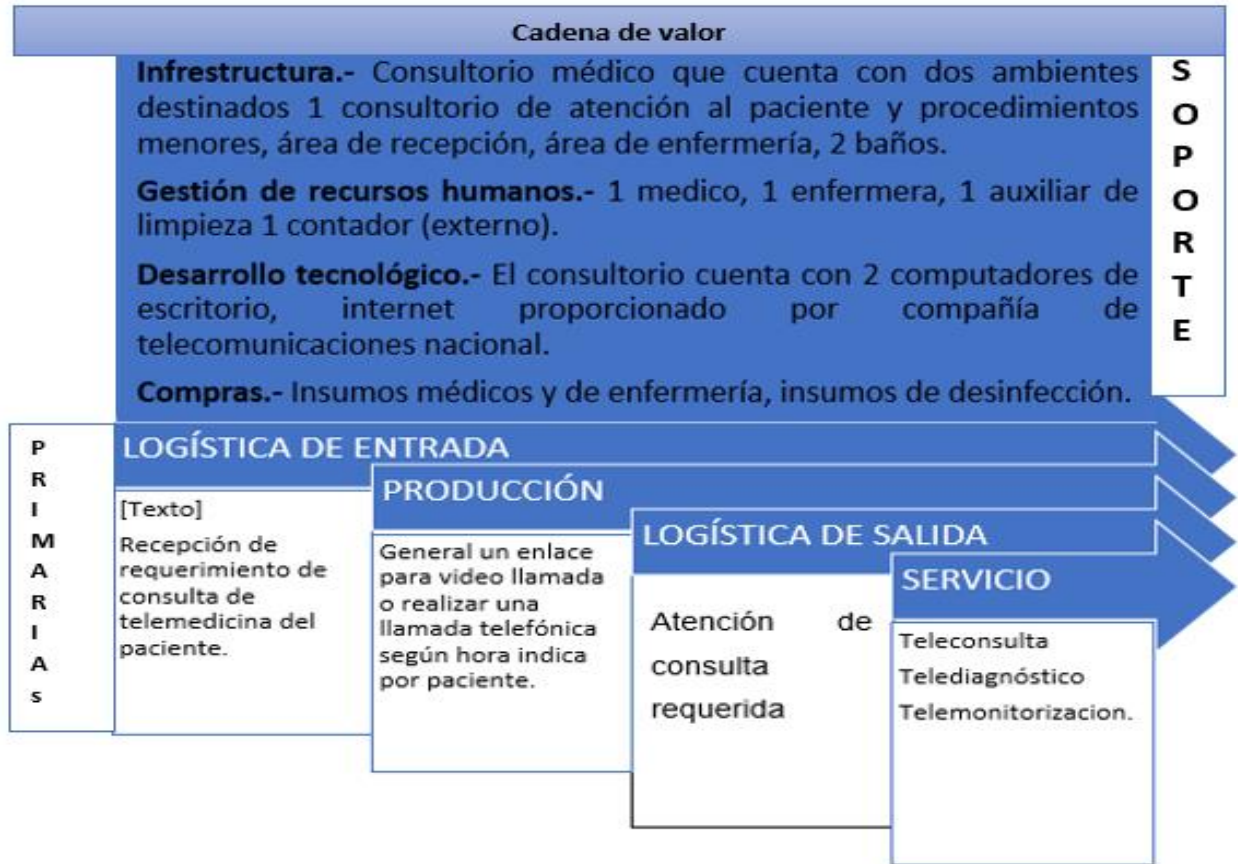 Cadena de valor
Infrestructura.- Consultorio médico que cuenta con dos ambientes
destinados 1 consultorio de atención al paciente y procedimientos
menores, área de recepción, área de enfermería, 2 baños.
Gestión de recursos humanos.- 1 medico, 1 enfermera, 1 auxiliar de
limpieza 1 contador (externo).
Desarrollo tecnológico.- El consultorio cuenta con 2 computadores de
escritorio, internet proporcionado por compañía de
telecomunicaciones nacional.
Compras.- Insumos médicos y de enfermería, insumos de desinfección.
S
O
P
O
R
T
E
P
R
I
M
A
R
I
A
s
LOGÍSTICA DE ENTRADA
[Texto]
Recepción de
requerimiento de
consulta de
telemedicina del
paciente.
PRODUCCIÓN
General un enlace
para video llamada
o realizar una
llamada telefónica
según hora indica
por paciente.
LOGÍSTICA DE SALIDA
Atención de
consulta
requerida
SERVICIO
Teleconsulta
Telediagnóstico
Telemonitorizacion.